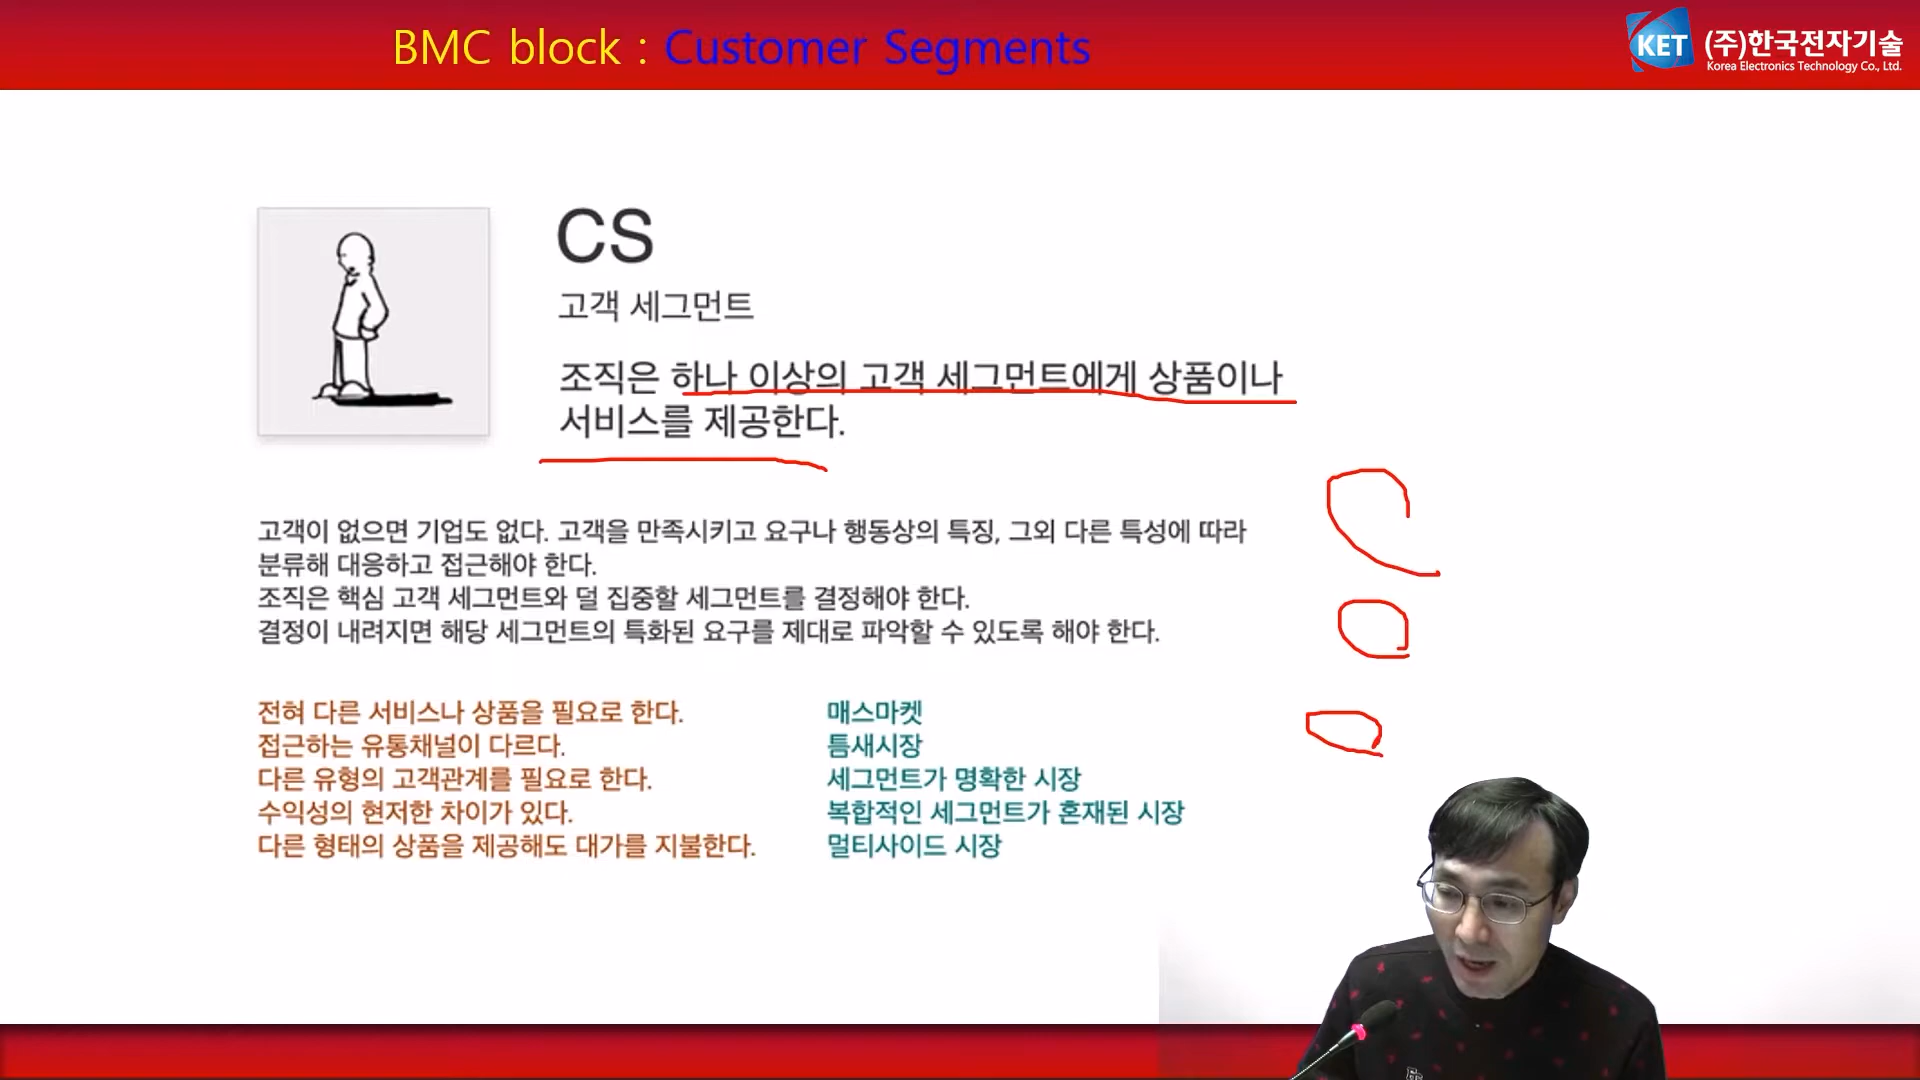 BMC block : Customer Segments
KET (주)한국전자기술
Korea Electronics Technology Co., Ltd.
CS
고객 세그먼트
조직은 하나 이상의 고객 세그먼트에게 상품이나
서비스를 제공한다.
고객이 없으면 기업도 없다. 고객을 만족시키고 요구나 행동상의 특징, 그외 다른 특성에 따라
분류해 대응하고 접근해야 한다.
조직은 핵심 고객 세그먼트와 덜 집중할 세그먼트를 결정해야 한다.
결정이 내려지면 해당 세그먼트의 특화된 요구를 제대로 파악할 수 있도록 해야 한다.
전혀 다른 서비스나 상품을 필요로 한다.
접근하는 유통채널이 다르다.
다른 유형의 고객관계를 필요로 한다.
수익성의 현저한 차이가 있다.
다른 형태의 상품을 제공해도 대가를 지불한다.
매스마켓
틈새시장
세그먼트가 명확한 시장
복합적인 세그먼트가 혼재된 시장
멀티사이드 시장